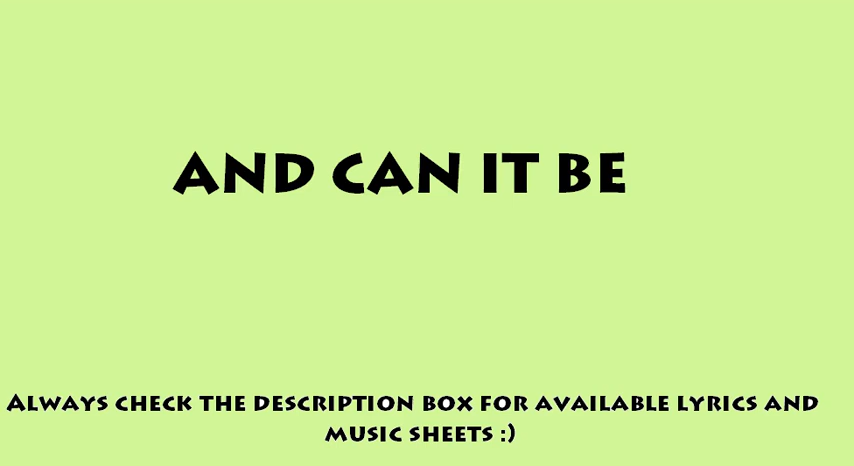 AND CAN IT BE
ALWAYS CHECK THE DESCRIPTION BOX FOR AVAILABLE LYRICS AND
MUSIC SHEETS :)